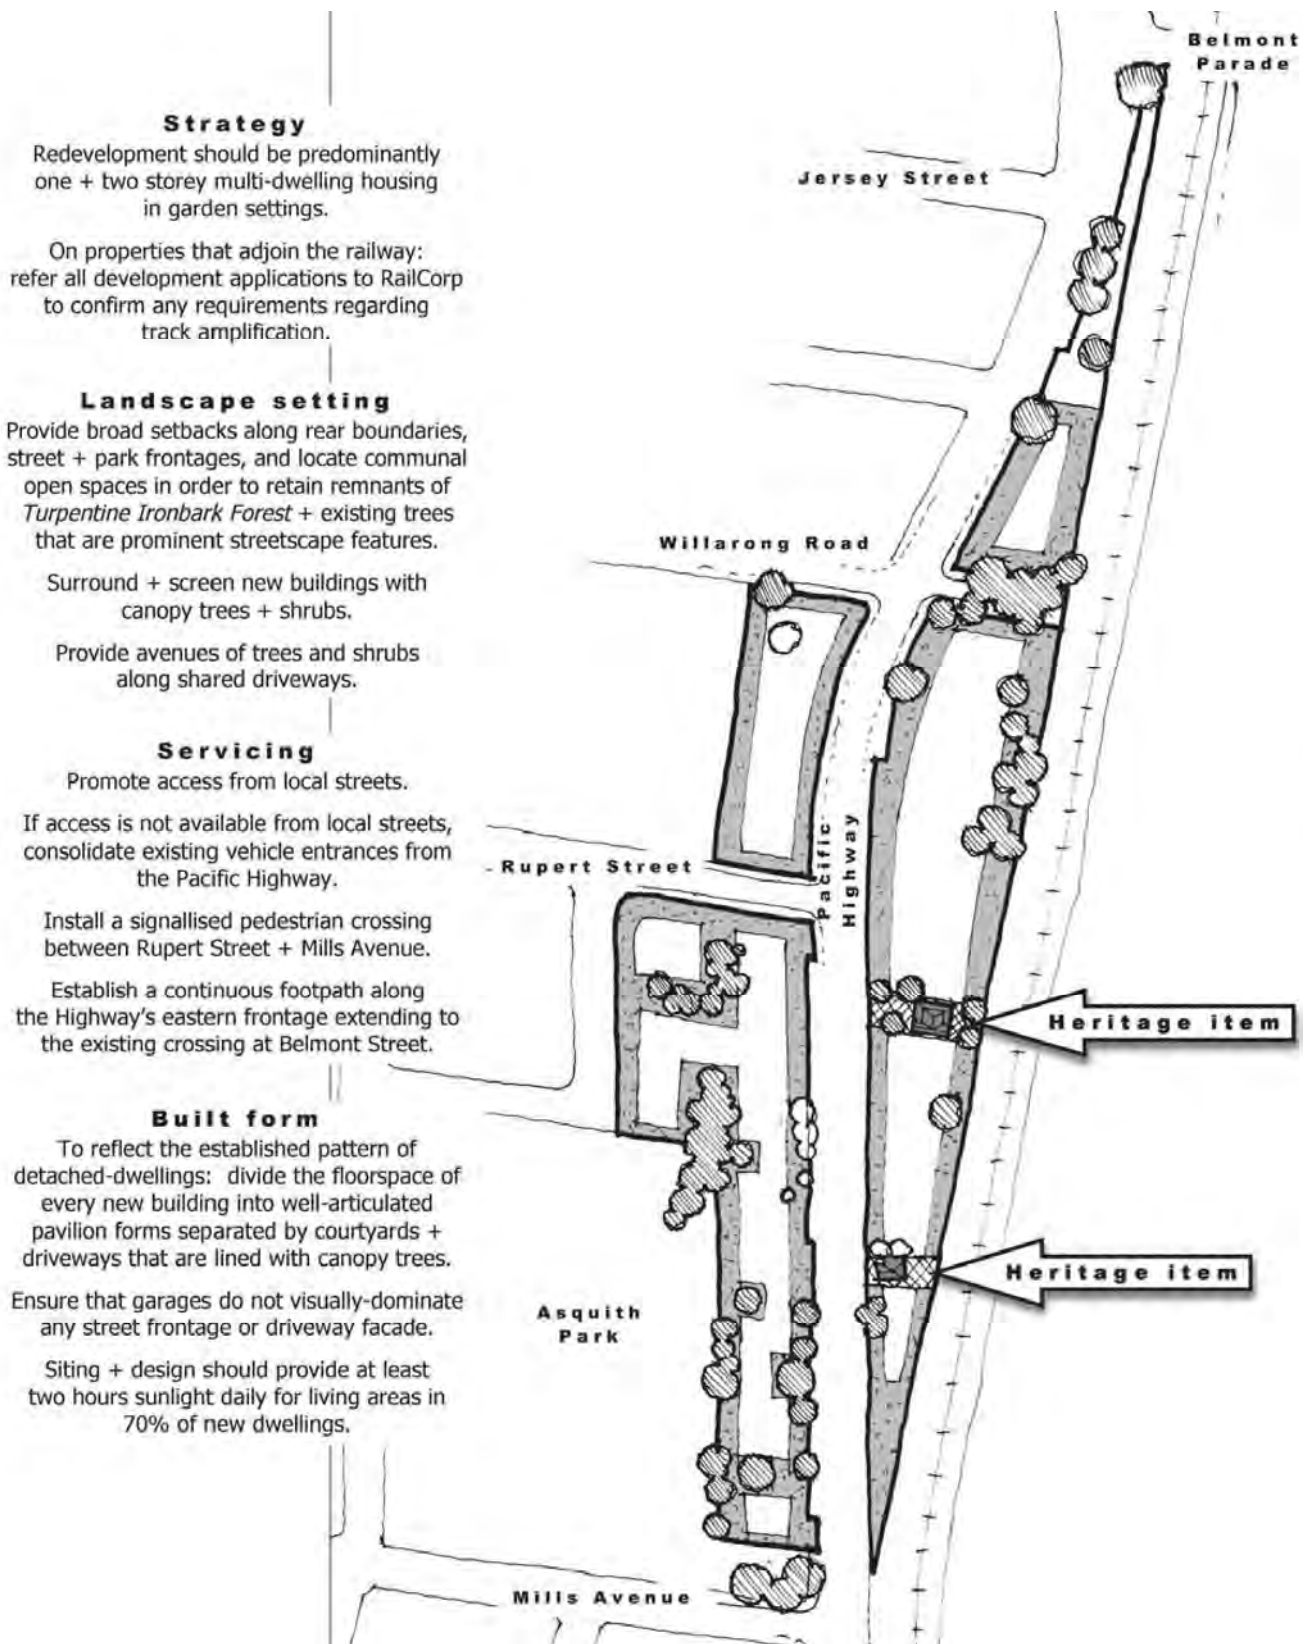 Strategy
Redevelopment should be predominantly
one + two storey multi-dwelling housing
in garden settings.
On properties that adjoin the railway:
refer all development applications to RailCorp
to confirm any requirements regarding
track amplification.
Landscape setting
Provide broad setbacks along rear boundaries,
street + park frontages, and locate communal
open spaces in order to retain remnants of
Turpentine Ironbark Forest + existing trees
that are prominent streetscape features.
Surround + screen new buildings with
canopy trees + shrubs.
Provide avenues of trees and shrubs
along shared driveways.
Servicing
Promote access from local streets.
If access is not available from local streets,
consolidate existing vehicle entrances from
the Pacific Highway.
Install a signallised pedestrian crossing
between Rupert Street + Mills Avenue.
Establish a continuous footpath along
the Highway's eastern frontage extending to
the existing crossing at Belmont Street.
Built form
To reflect the established pattern of
detached-dwellings: divide the floorspace of
every new building into well-articulated
pavilion forms separated by courtyards +
driveways that are lined with canopy trees.
Ensure that garages do not visually-dominate
any street frontage or driveway facade.
Siting + design should provide at least
two hours sunlight daily for living areas in
70% of new dwellings.
Belmont
Parade
Jersey Street
Willarong Road
Rupert Street
Pacific
Highway
Heritage item
Heritage item
Asquith
Park
Mills Avenue